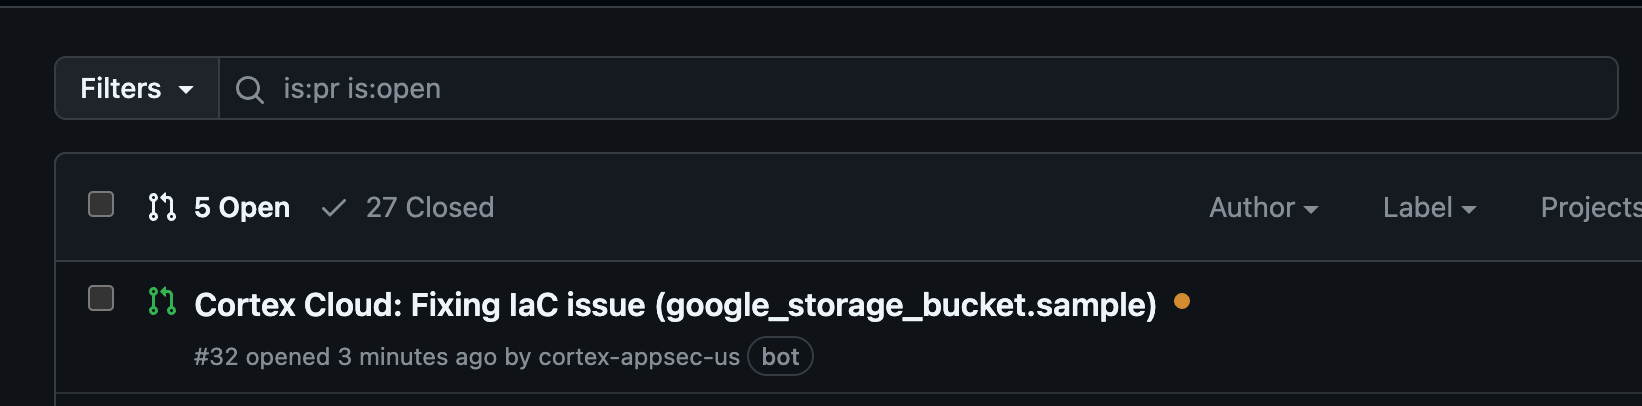 Filters
is:pr is:open
5 Open
27 Closed
Author
Label
Projects
Cortex Cloud: Fixing IaC issue (google_storage_bucket.sample)
#32 opened 3 minutes ago by cortex-appsec-us bot